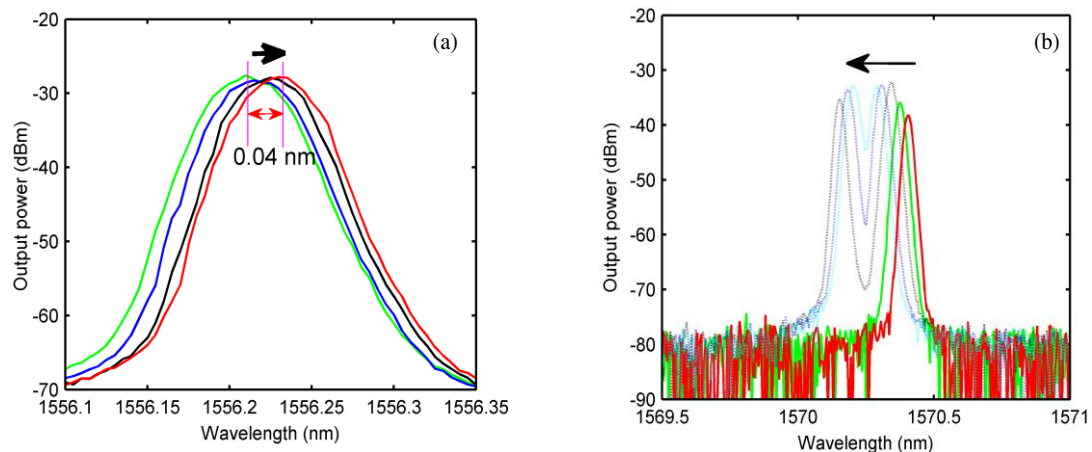 (a)
-20
-30
-40
-50
-60
-70
Output power (dBm)
0.04 nm
1556.1 1556.15 1556.2 1556.25 1556.3 1556.35
Wavelength (nm)
(b)
-20
-30
-40
-50
-60
-70
-80
-90
Output power (dBm)
1569.5 1570 1570.5 1571
Wavelength (nm)